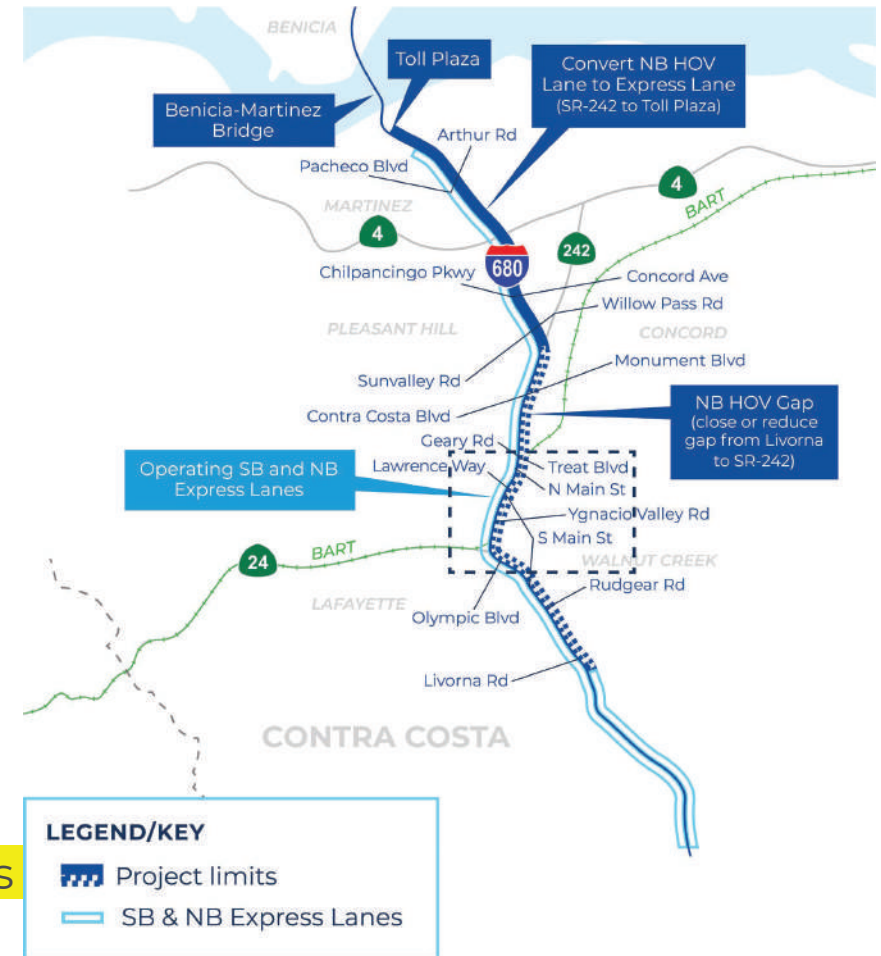 BENICIA
Toll Plaza
Convert NB HOV
Lane to Express Lane
(SR-242 to Toll Plaza)
Benicia-Martinez
Bridge
Arthur Rd
Pacheco Blvd
4
BART
MARTINEZ
4
242
680
Chilpancingo Pkwy
Concord Ave
Willow Pass Rd
PLEASANT HILL
CONCORD
Monument Blvd
Sunvalley Rd
NB HOV Gap
(close or reduce
gap from Livorna
to SR-242)
Contra Costa Blvd
Geary Rd
Treat Blvd
Lawrence Way
N Main St
Operating SB and NB
Express Lanes
Ygnacio Valley Rd
S Main St
24
BART
WALNUT CREEK
Rudgear Rd
LAFAYETTE
Olympic Blvd
Livorna Rd
CONTRA COSTA
LEGEND/KEY
s
Project limits
SB & NB Express Lanes